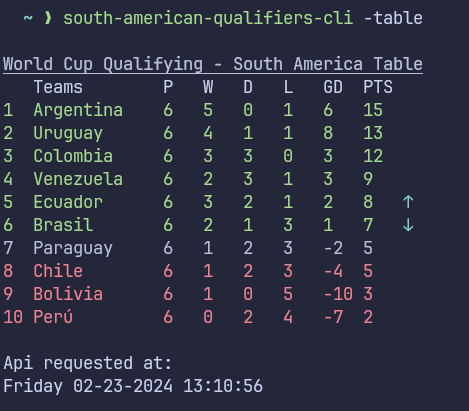 ~ ❯ south-american-qualifiers-cli -table
World Cup Qualifying - South America Table
Teams P W D L GD PTS
1 Argentina 6 5 0 1 6 15
2 Uruguay 6 4 1 1 8 13
3 Colombia 6 3 3 0 3 12
4 Venezuela 6 2 3 1 3 9
5 Ecuador 6 3 2 1 2 8 ↑
6 Brasil 6 2 1 3 1 7 ↓
7 Paraguay 6 1 2 3 -2 5
8 Chile 6 1 2 3 -4 5
9 Bolivia 6 1 0 5 -10 3
10 Perú 6 0 2 4 -7 2
Api requested at:
Friday 02-23-2024 13:10:56